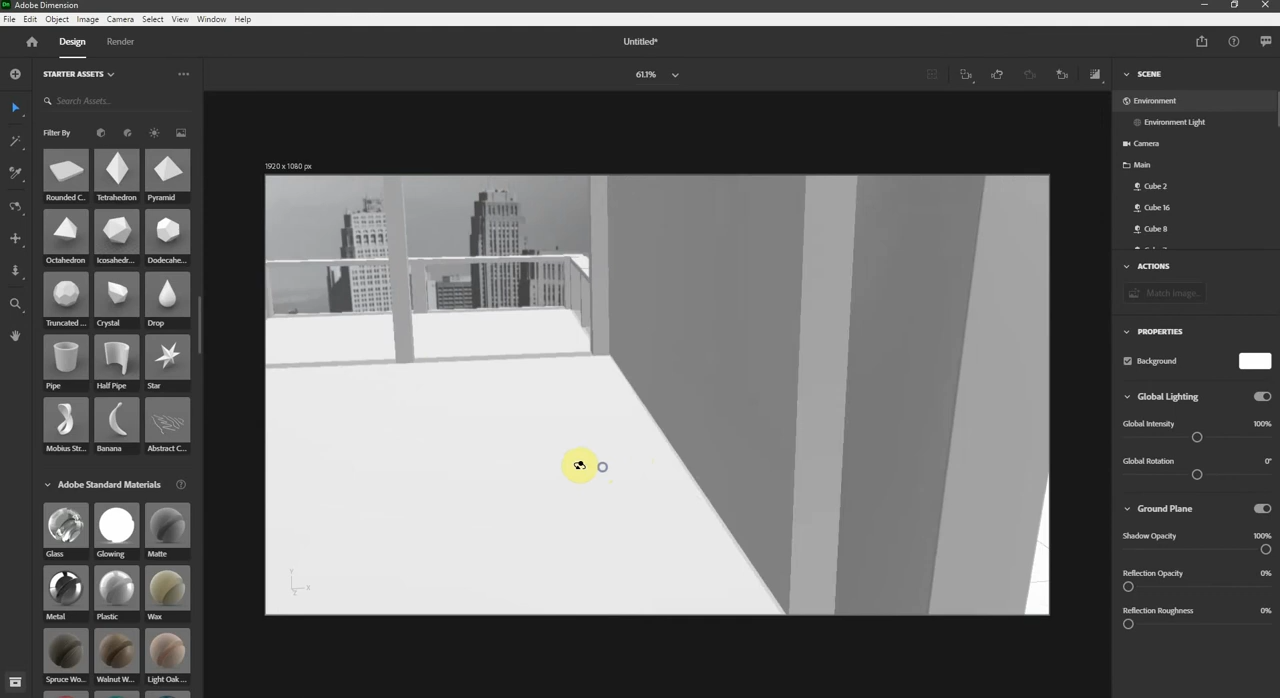 Adobe Dimension
File Edit Object Image Camera Select View Window Help
Design Render Untitled*
STARTER ASSETS
61.1%
SCENE
Search Assets...
Environment
Environment Light
Filter By
Camera
1920 x 1080 px
Main
Cube 2
Rounded C... Tetrahedron Pyramid
Cube 16
Cube 8
Octahedron Icosahedr... Dodecahe...
ACTIONS
Match Image...
Truncated ... Crystal Drop
PROPERTIES
Background
Pipe Half Pipe Star
Global Lighting
Global Intensity 100%
Mobius Str... Banana Abstract C...
Global Rotation 0°
Adobe Standard Materials
Ground Plane
Shadow Opacity 100%
Glass Glowing Matte
Reflection Opacity 0%
Reflection Roughness 0%
Metal Plastic Wax
Spruce Wo... Walnut W... Light Oak ...